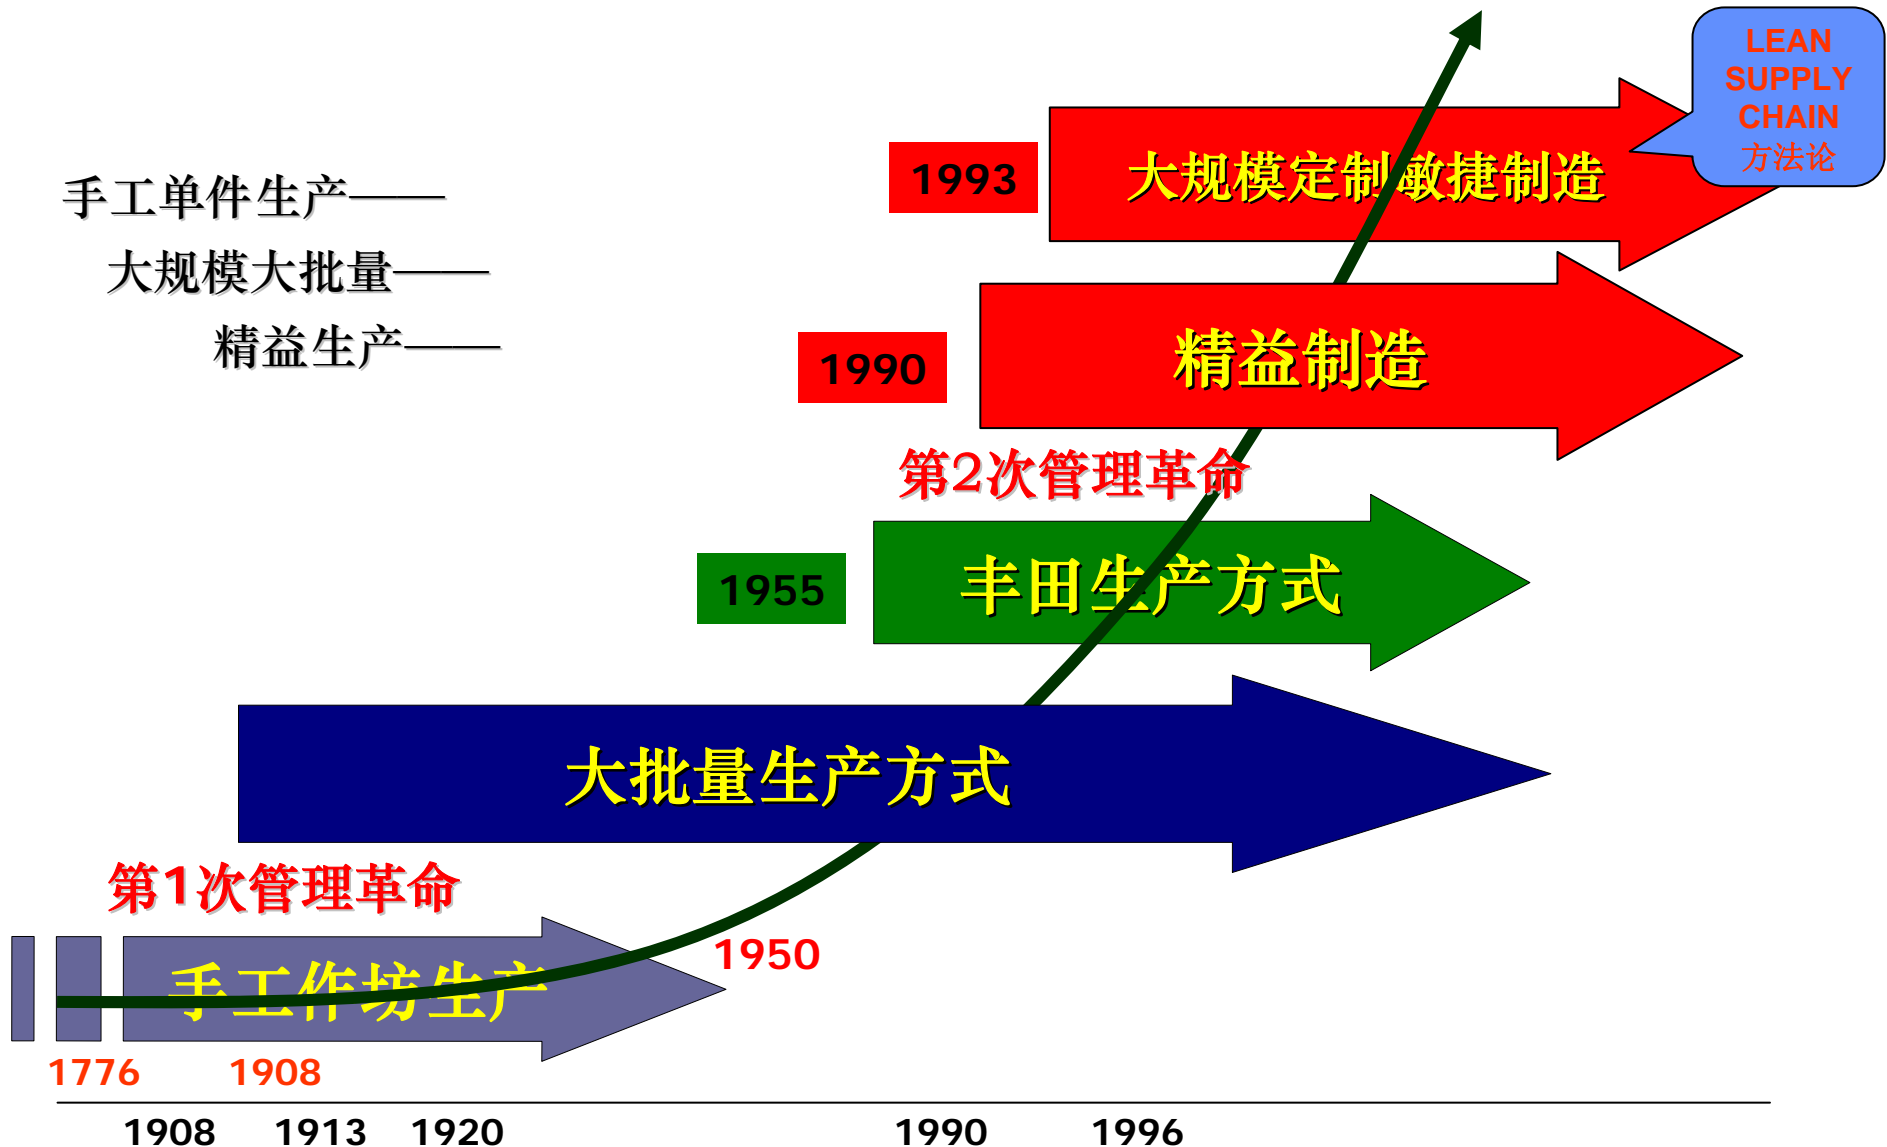 LEAN
SUPPLY
CHAIN
方法论
1993
大规模定制敏捷制造
手工单件生产——
大规模大批量——
精益生产——
1990
精益制造
第2次管理革命
1955
丰田生产方式
大批量生产方式
第1次管理革命
1950
手工作坊生产
1776 1908
1908 1913 1920 1990 1996